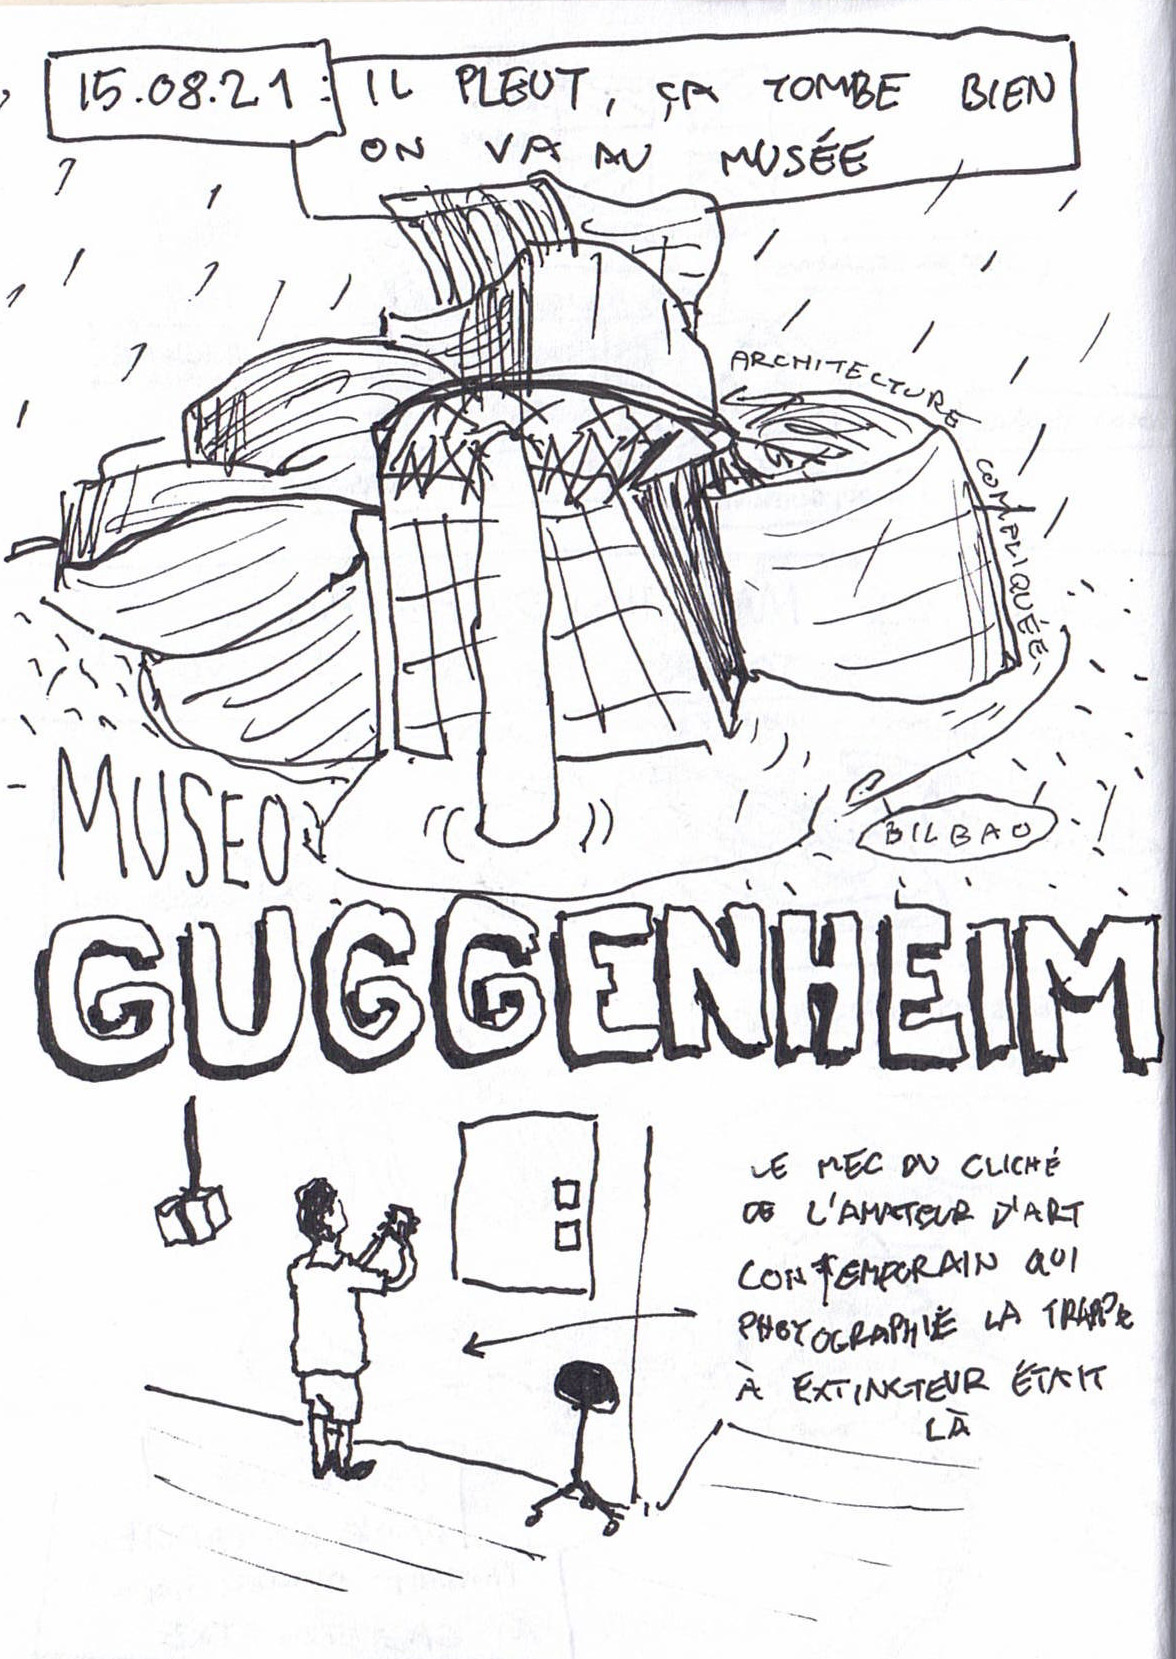 15.08.21 :
IL PLEUT, ÇA TOMBE BIEN
ON VA AU MUSÉE
ARCHITECTURE
COMPLIQUÉE
MUSEO
BILBAO
GUGGENHEIM
LE MEC DU CLICHÉ
DE L'AMATEUR D'ART
CONTEMPORAIN QUI
PHOTOGRAPHIE LA TRAPPE
À EXTINCTEUR ÉTAIT
LÀ